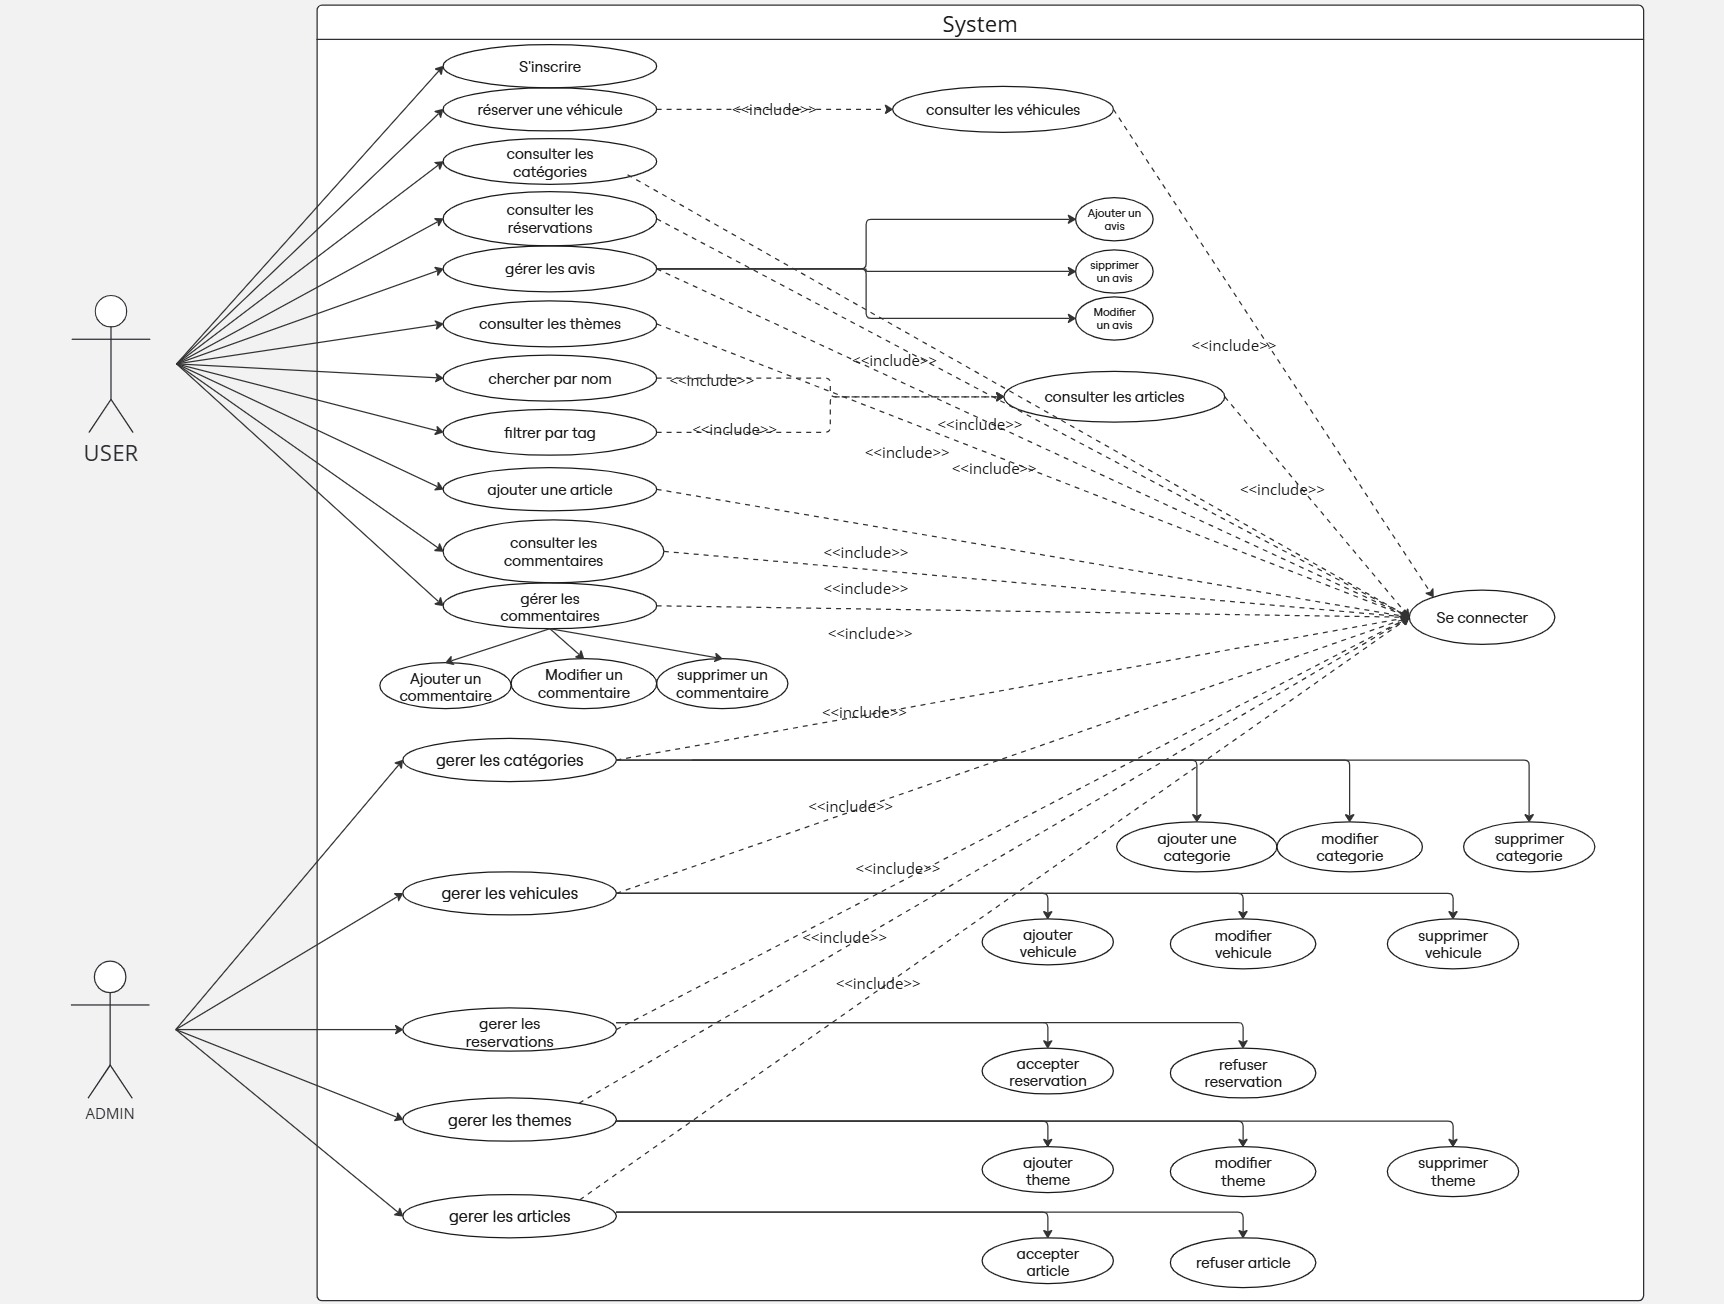 System
S'inscrire
réserver une véhicule
<<include>>
consulter les véhicules
consulter les
catégories
consulter les
réservations
Ajouter un
avis
gérer les avis
sipprimer
un avis
Modifier
un avis
consulter les thèmes
<<include>>
<<include>>
chercher par nom
<<include>>
consulter les articles
filtrer par tag
<<include>>
<<include>>
<<include>>
<<include>>
USER
ajouter une article
<<include>>
consulter les
commentaires
<<include>>
<<include>>
gérer les
commentaires
Se connecter
<<include>>
Ajouter un
commentaire
Modifier un
commentaire
supprimer un
commentaire
<<include>>
gerer les catégories
<<include>>
ajouter une
categorie
modifier
categorie
supprimer
categorie
<<include>>
gerer les vehicules
<<include>>
ajouter
vehicule
modifier
vehicule
supprimer
vehicule
<<include>>
gerer les
reservations
accepter
reservation
refuser
reservation
ADMIN
gerer les themes
ajouter
theme
modifier
theme
supprimer
theme
gerer les articles
accepter
article
refuser article